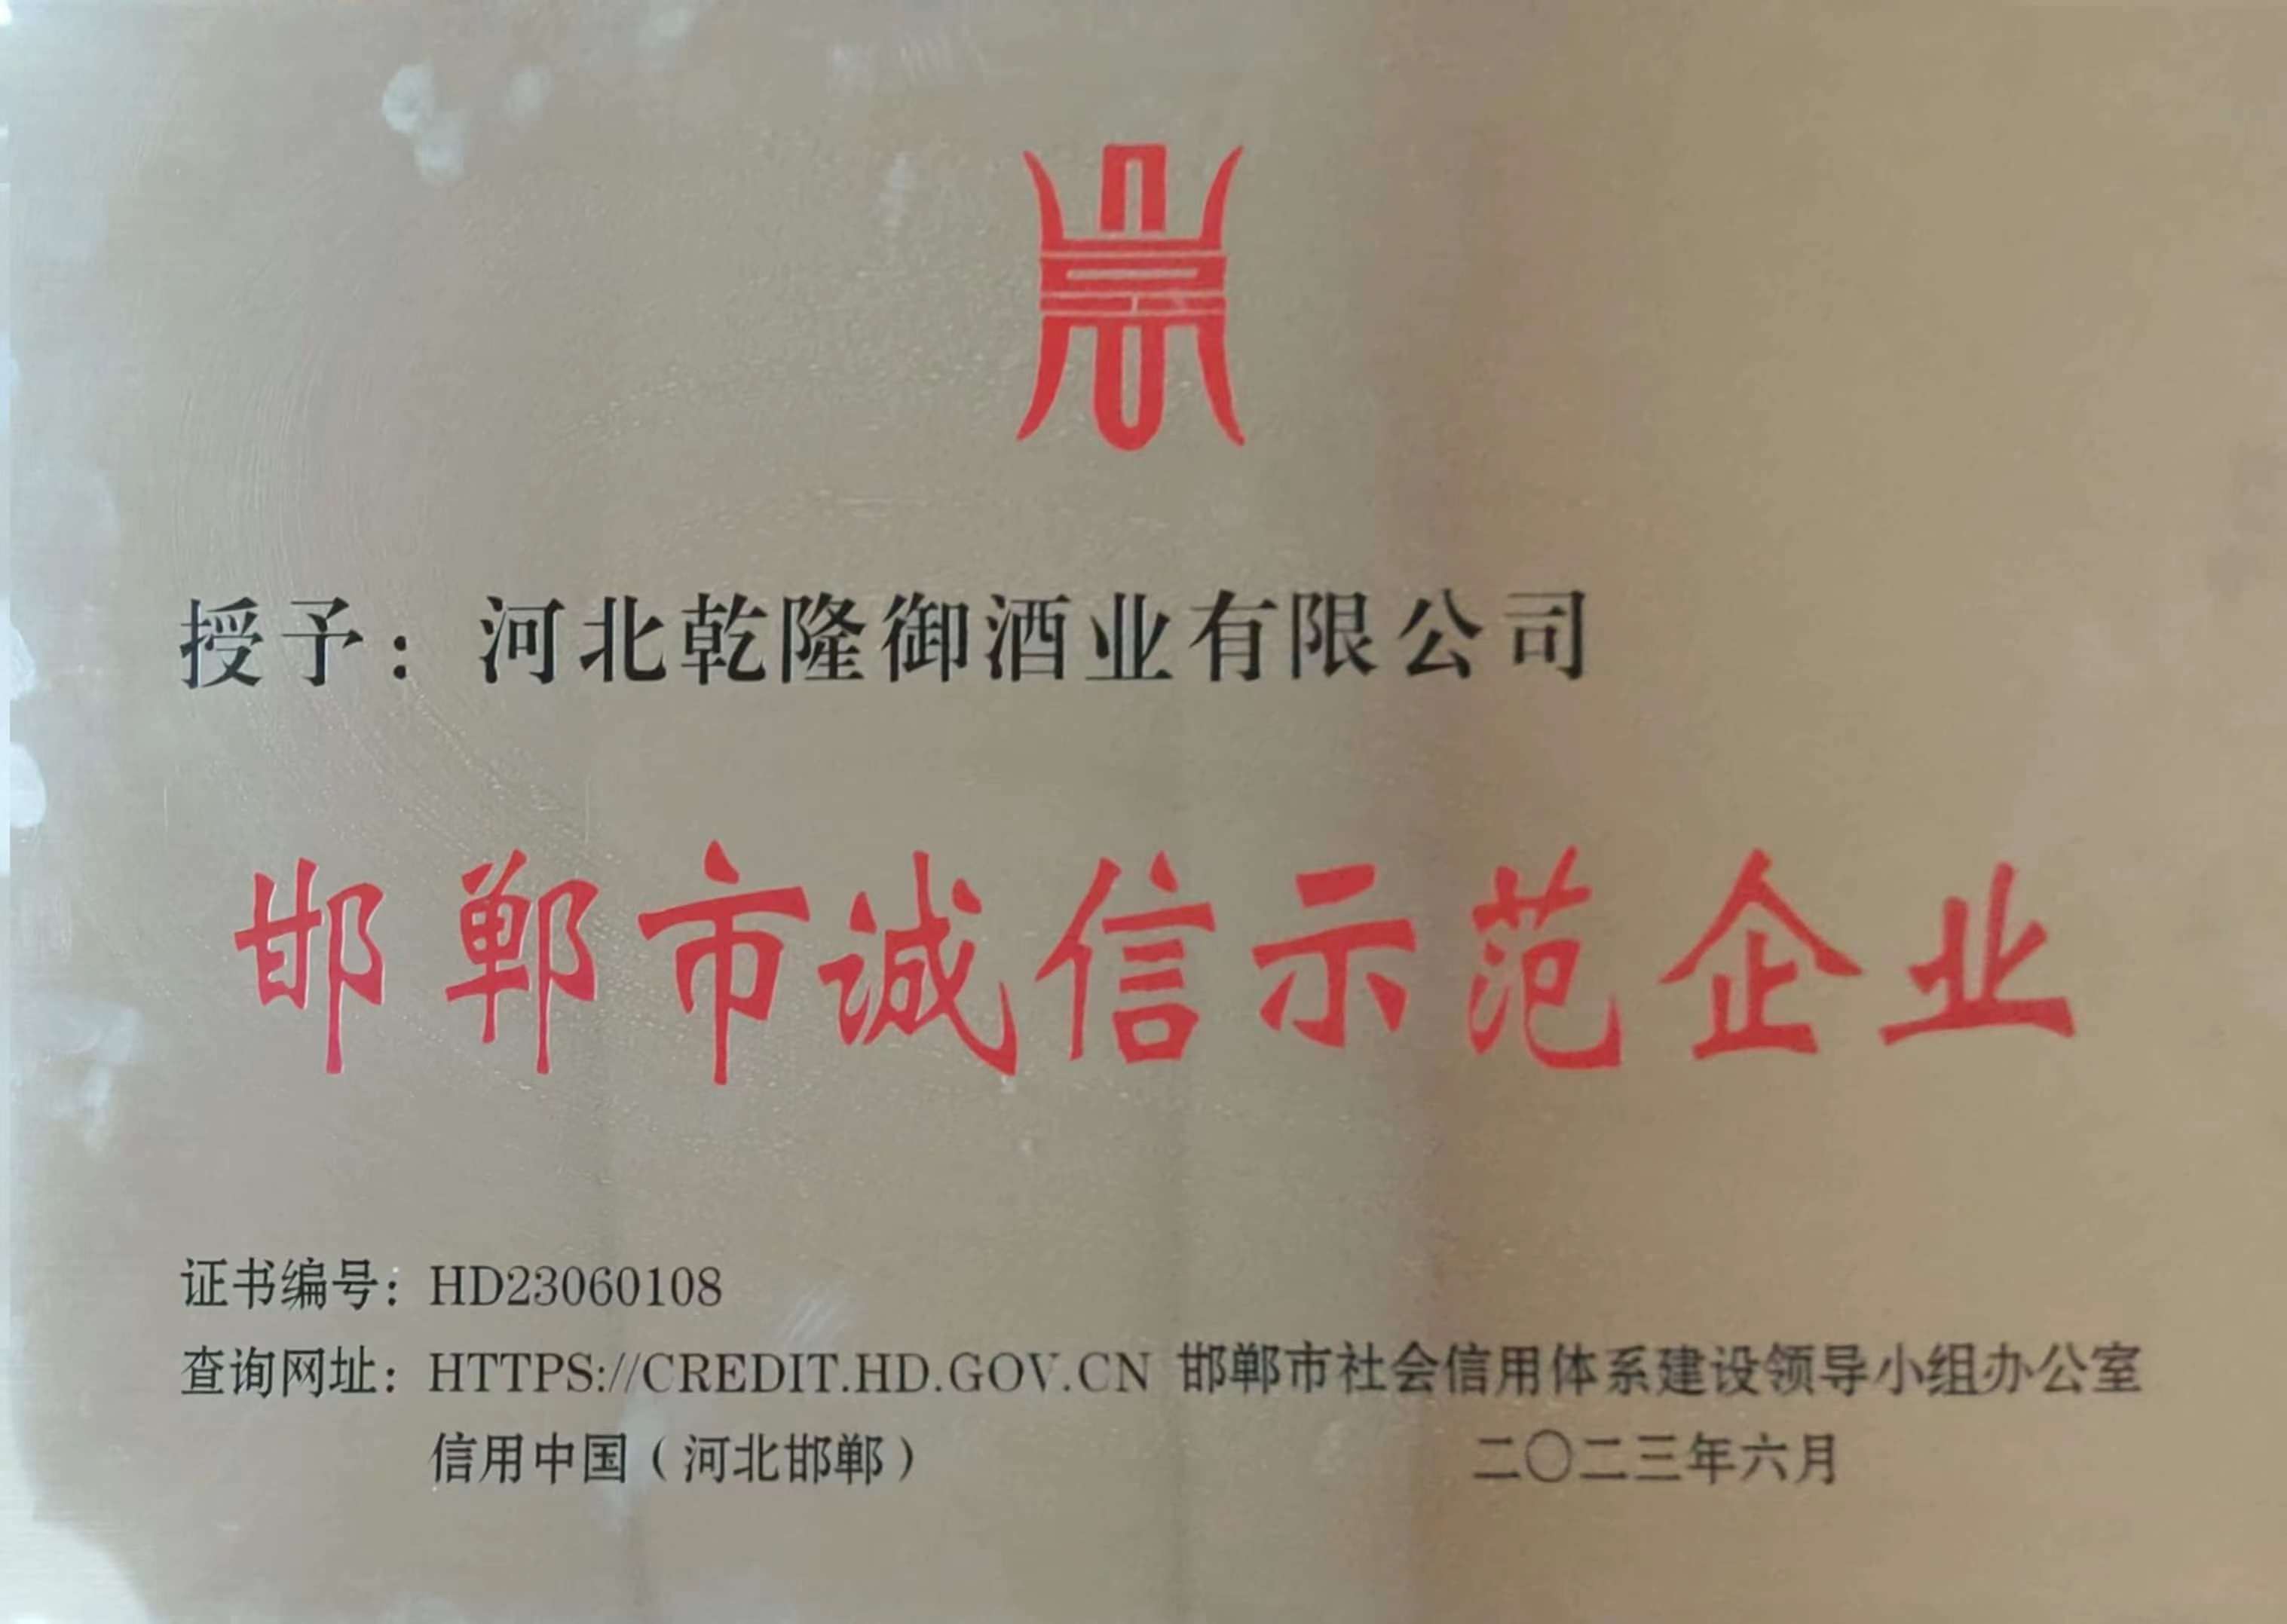 授予：河北乾隆御酒业有限公司
邯郸市诚信示范企业
证书编号：HD23060108
查询网址：HTTPS://CREDIT.HD.GOV.CN
信用中国（河北邯郸）
邯郸市社会信用体系建设领导小组办公室
二〇二三年六月